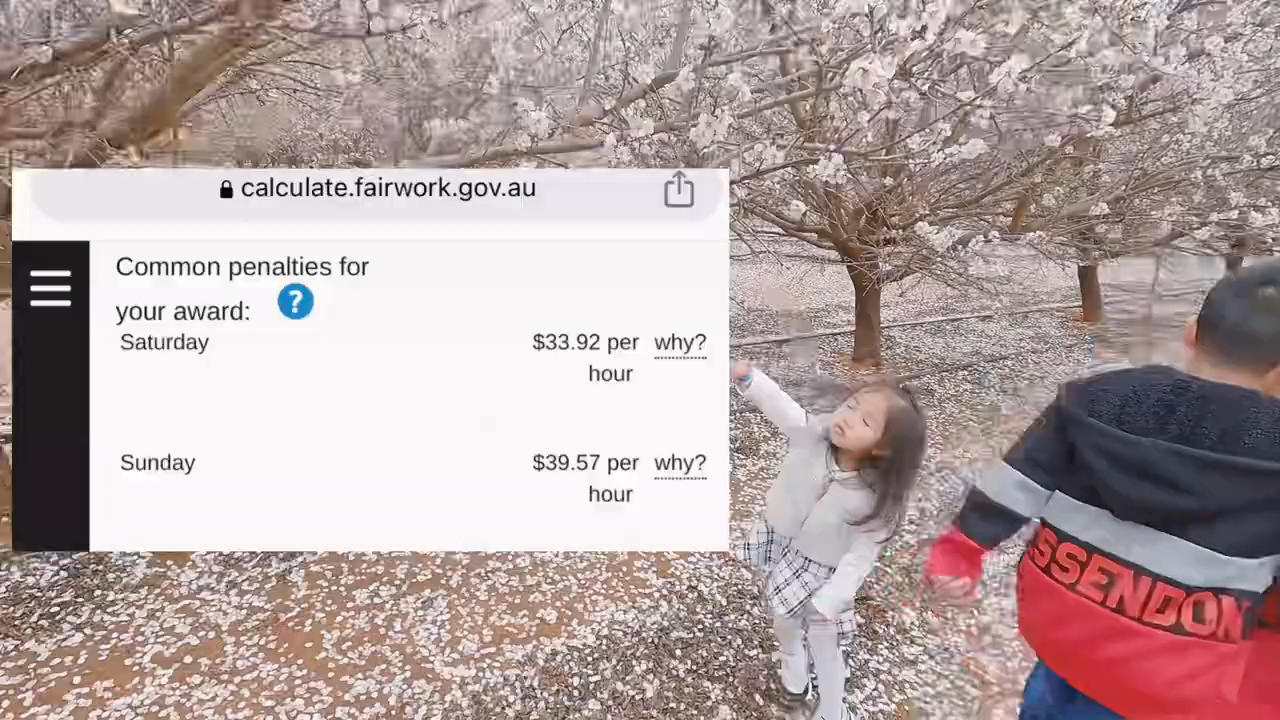 calculate.fairwork.gov.au
Common penalties for
your award: ?
Saturday $33.92 per why?
hour
Sunday $39.57 per why?
hour
SSENDON